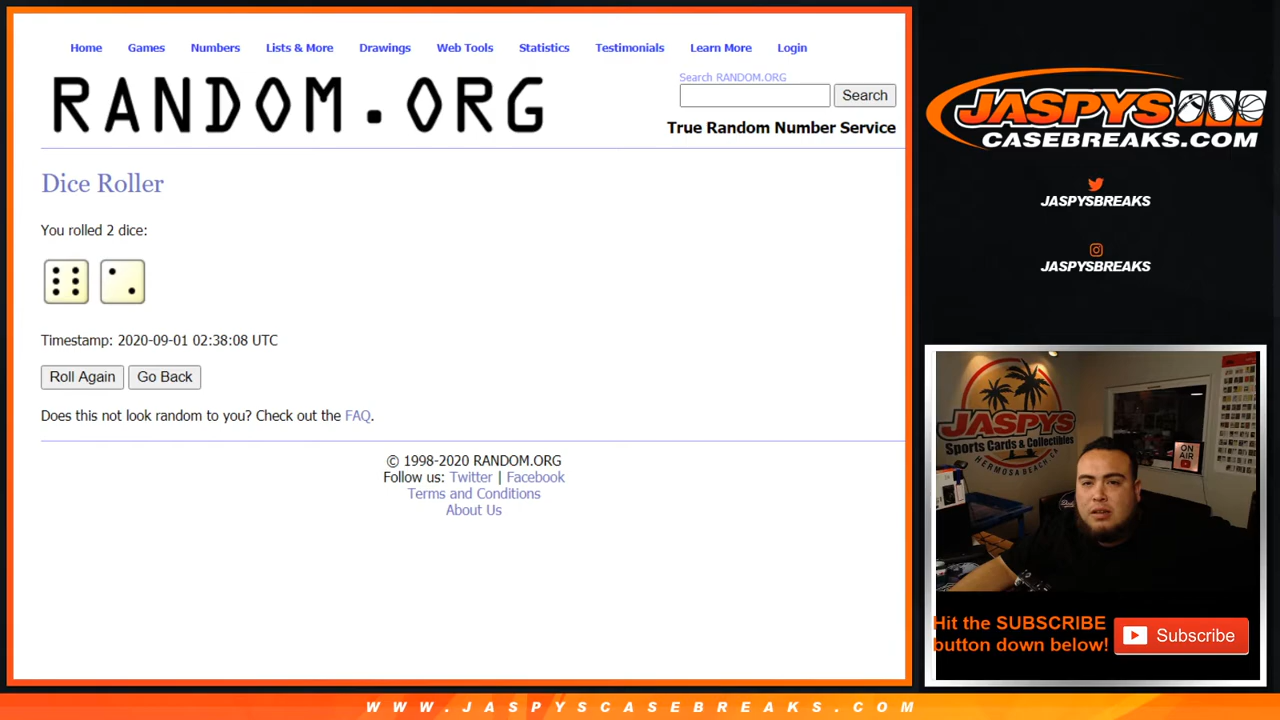 Home Games Numbers Lists & More Drawings Web Tools Statistics Testimonials Learn More Login
RANDOM.ORG
Search RANDOM.ORG
Search
True Random Number Service
Dice Roller
You rolled 2 dice:
Timestamp: 2020-09-01 02:38:08 UTC
Roll Again Go Back
Does this not look random to you? Check out the FAQ.
© 1998-2020 RANDOM.ORG
Follow us: Twitter | Facebook
Terms and Conditions
About Us
JASPYS
CASEBREAKS.COM
JASPYSBREAKS
JASPYSBREAKS
JASPYS
Sports Cards & Collectibles
HERMOSA BEACH, CA
ON
AIR
Hit the SUBSCRIBE
button down below!
Subscribe
WWW.JASPYSCASEBREAKS.COM